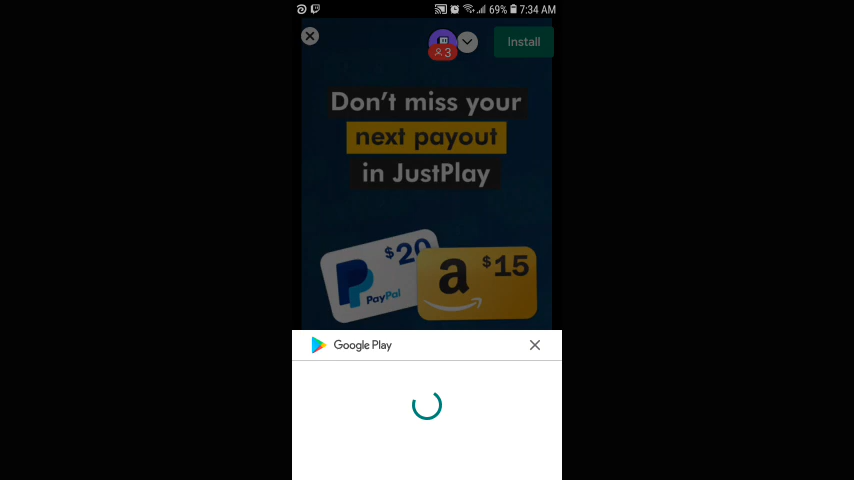 69% 7:34 AM
3
Install
Don't miss your
next payout
in JustPlay
$20
PayPal
a $15
Google Play